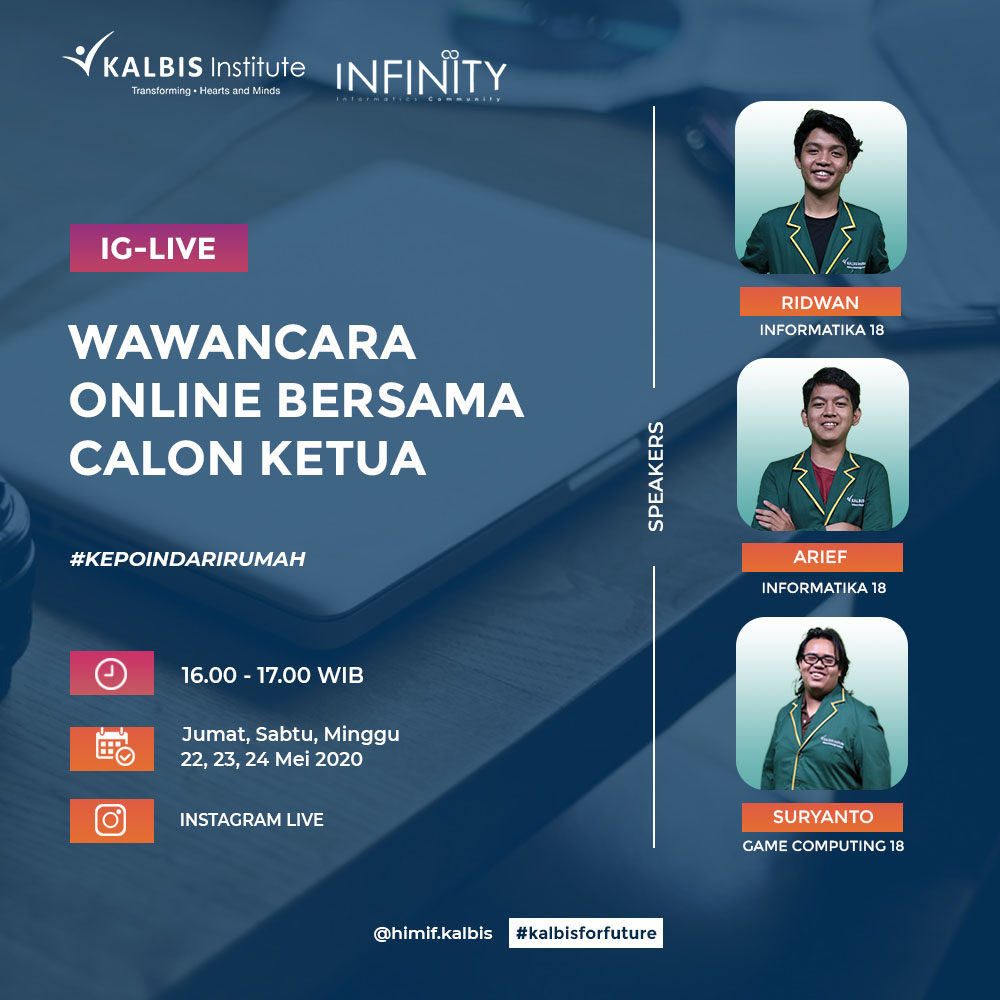 KALBIS Institute
Transforming • Hearts and Minds
INFINITY
Informatics Community
IG-LIVE
WAWANCARA
ONLINE BERSAMA
CALON KETUA
#KEPOINDARIRUMAH
16.00 - 17.00 WIB
Jumat, Sabtu, Minggu
22, 23, 24 Mei 2020
INSTAGRAM LIVE
SPEAKERS
RIDWAN
INFORMATIKA 18
ARIEF
INFORMATIKA 18
SURYANTO
GAME COMPUTING 18
@himif.kalbis
#kalbisforfuture